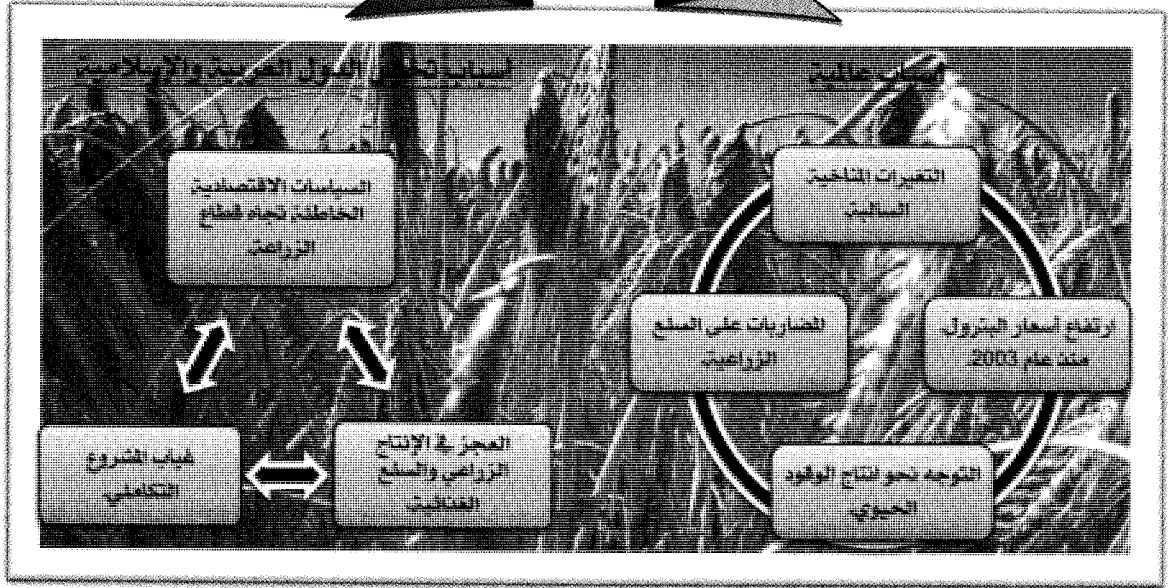 أسباب عالمية
التغيرات المناخية
السالبة.
ارتفاع أسعار البترول.
منذ عام 2003.
المضاربات على السلع
الزراعية.
التوجه نحو انتاج الوقود
الحيوي.
أسباب تخص الدول العربية والإسلامية
السياسات الاقتصادية
الخاطئة تجاه قطاع
الزراعة.
العجز في الإنتاج
الزراعي والسلع
الغذائية.
غياب المشروع
التكاملي.